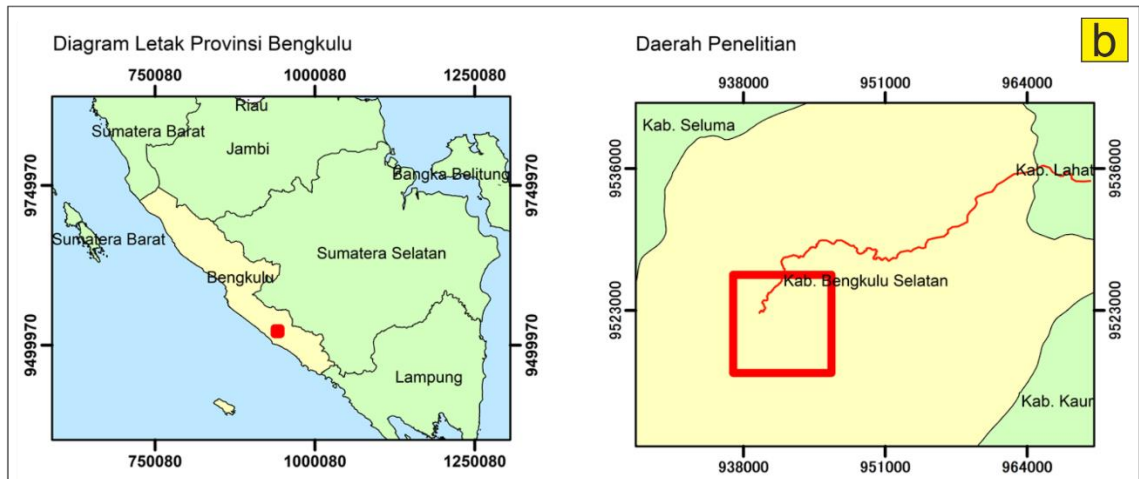 b
Diagram Letak Provinsi Bengkulu
750080 1000080 1250080
Riau
Sumatera Barat
Jambi
Bangka Belitung
9749970
9749970
Sumatera Barat
Sumatera Selatan
Bengkulu
9499970
9499970
Lampung
750080 1000080 1250080
Daerah Penelitian
938000 951000 964000
Kab. Seluma
Kab. Lahat
9536000
9536000
Kab. Bengkulu Selatan
9523000
9523000
Kab. Kaur
938000 951000 964000